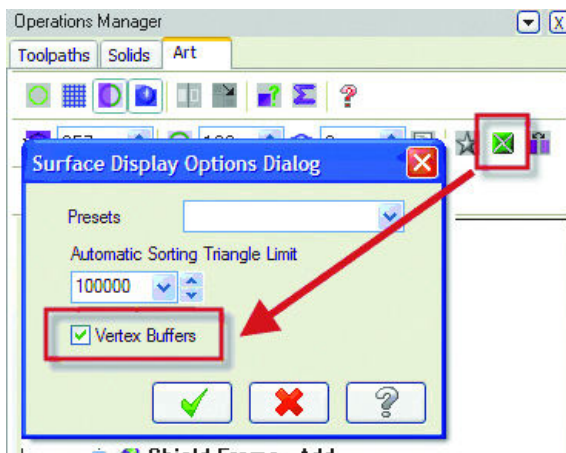 Operations Manager
Toolpaths Solids Art
Surface Display Options Dialog
Presets
Automatic Sorting Triangle Limit
100000
Vertex Buffers